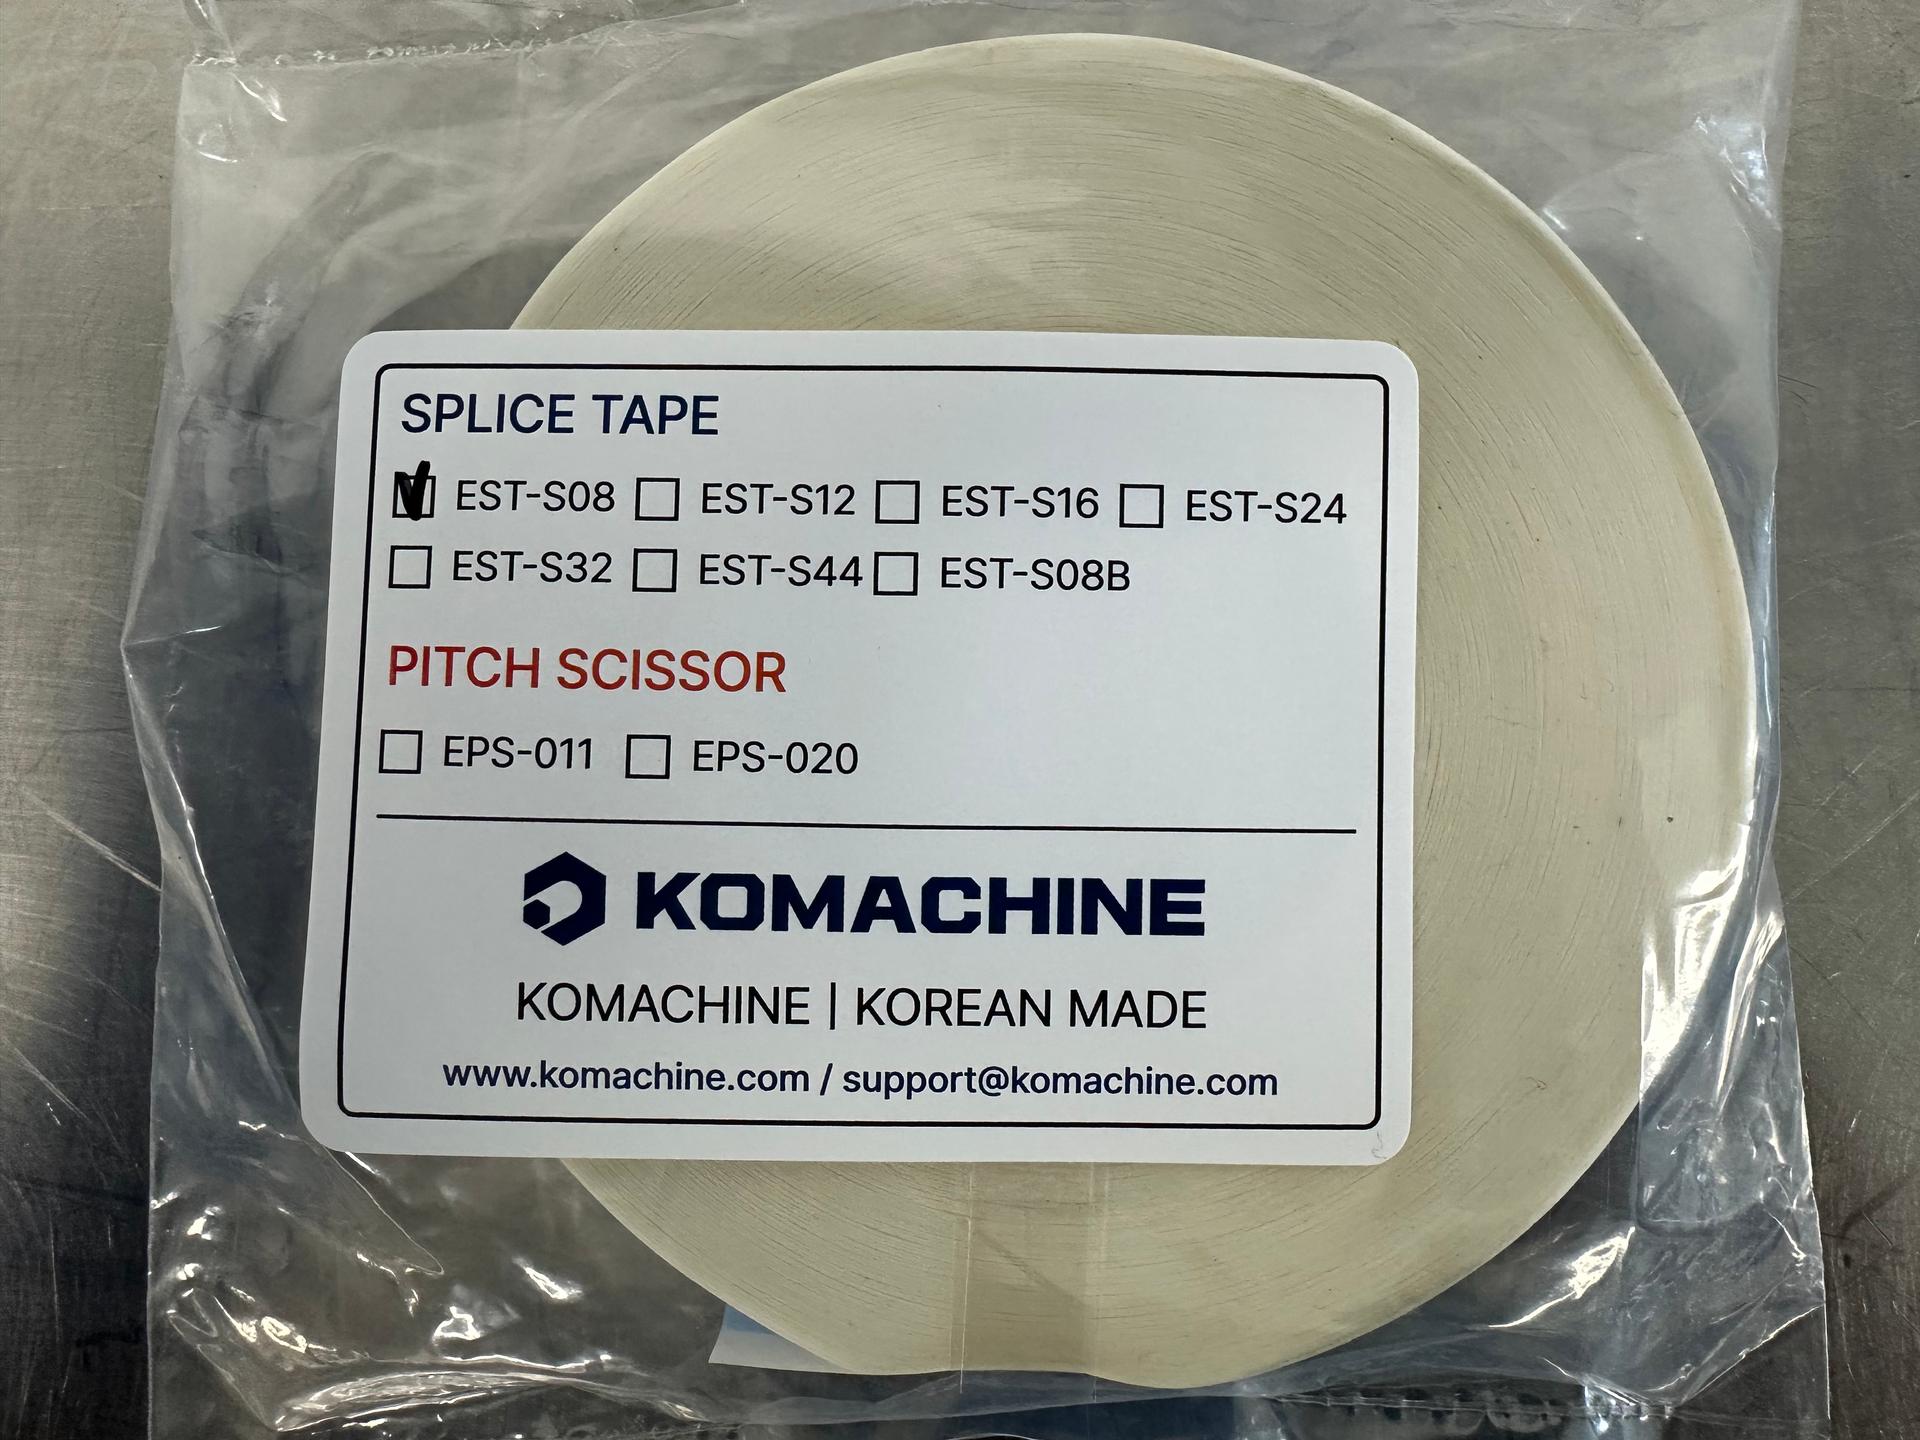 SPLICE TAPE
EST-S08 EST-S12 EST-S16 EST-S24
EST-S32 EST-S44 EST-S08B
PITCH SCISSOR
EPS-011 EPS-020
KOMACHINE
KOMACHINE | KOREAN MADE
www.komachine.com / support@komachine.com